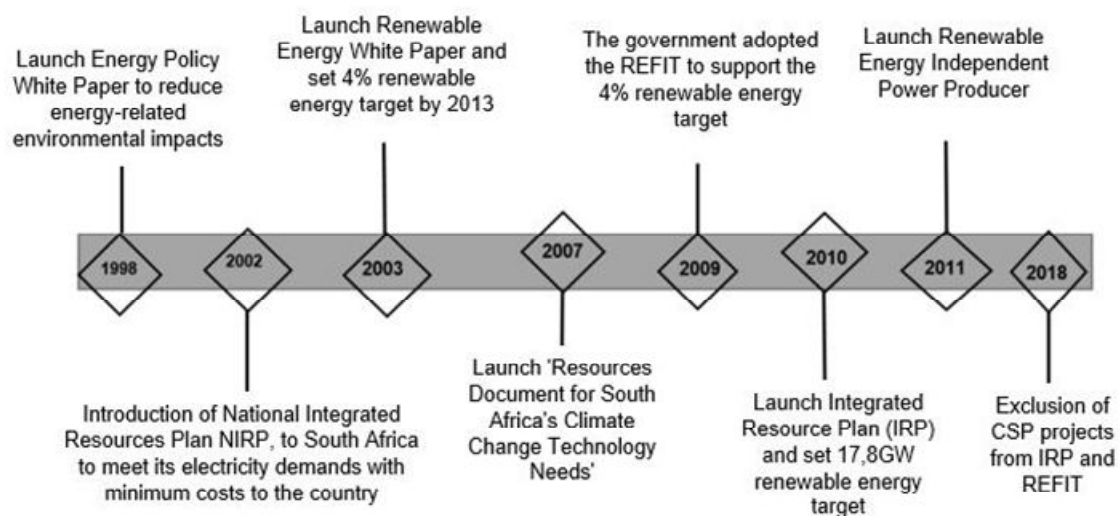 Launch Energy Policy
White Paper to reduce
energy-related
environmental impacts
Launch Renewable
Energy White Paper and
set 4% renewable
energy target by 2013
The government adopted
the REFIT to support the
4% renewable energy
target
Launch Renewable
Energy Independent
Power Producer
1998
2002
2003
2007
2009
2010
2011
2018
Introduction of National Integrated
Resources Plan NIRP, to South Africa
to meet its electricity demands with
minimum costs to the country
Launch 'Resources
Document for South
Africa's Climate
Change Technology
Needs'
Launch Integrated
Resource Plan (IRP)
and set 17,8GW
renewable energy
target
Exclusion of
CSP projects
from IRP and
REFIT